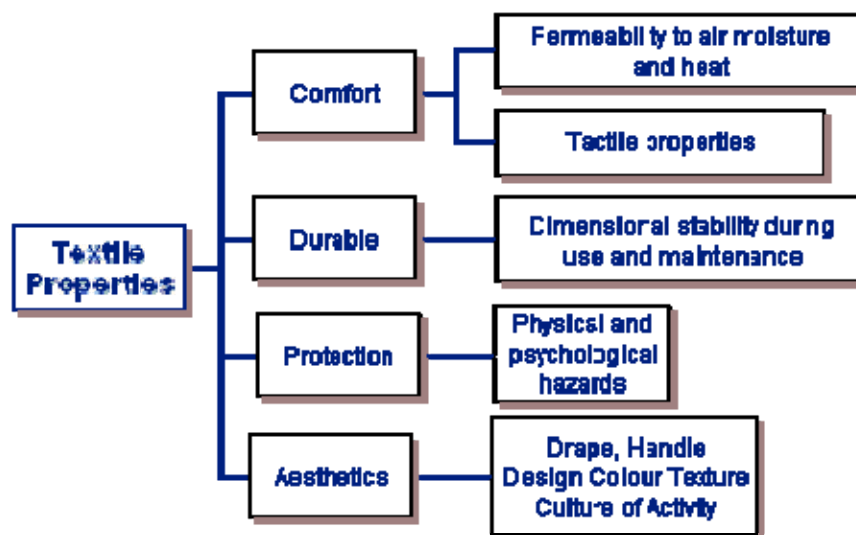 Textile
Properties
Comfort
Fermeability to air moisture
and heat
Tactile properties
Durable
Dimensional stability during
use and maintenance
Protection
Physical and
psychological
hazards
Aesthetics
Drape, Handle
Design Colour Texture
Culture of Activity